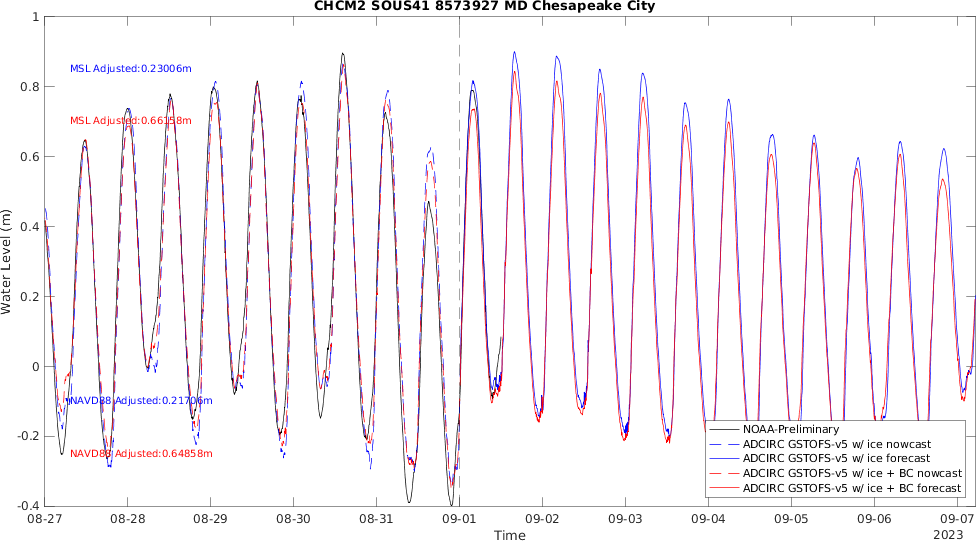 CHCM2 SOUS41 8573927 MD Chesapeake City
1
0.8
0.6
0.4
0.2
0
-0.2
-0.4
Water Level (m)
MSL Adjusted:0.23006m
MSL Adjusted:0.66158m
NAVD88 Adjusted:0.21706m
NAVD88 Adjusted:0.64858m
NOAA-Preliminary
ADCIRC GSTOFS-v5 w/ ice nowcast
ADCIRC GSTOFS-v5 w/ ice forecast
ADCIRC GSTOFS-v5 w/ ice + BC nowcast
ADCIRC GSTOFS-v5 w/ ice + BC forecast
08-27 08-28 08-29 08-30 08-31 09-01 09-02 09-03 09-04 09-05 09-06 09-07
Time
2023